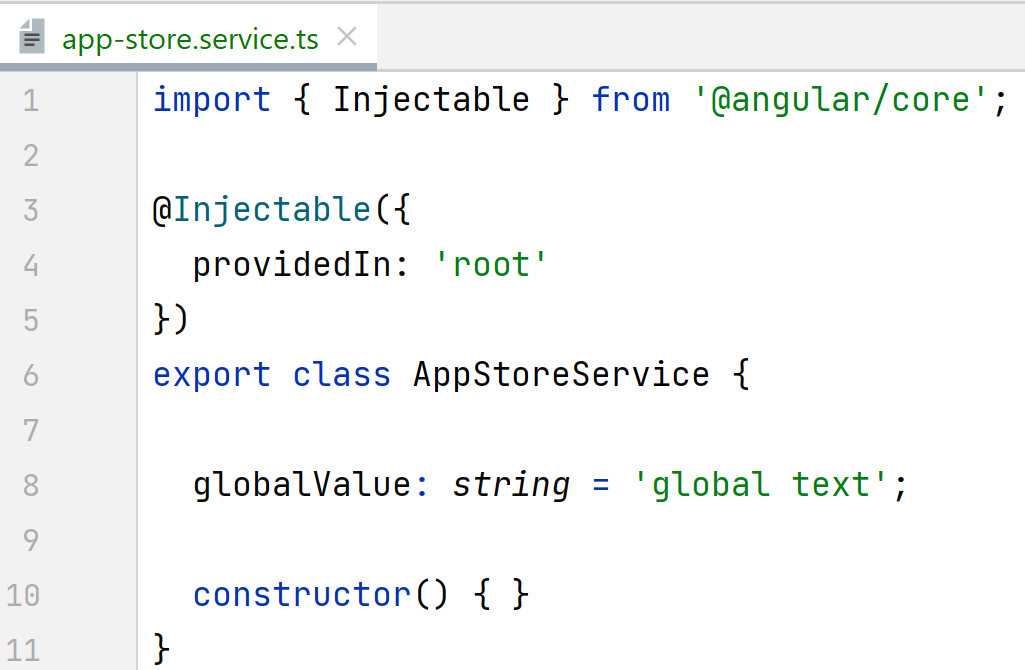 app-store.service.ts
1 import { Injectable } from '@angular/core';
2
3 @Injectable({
4   providedIn: 'root'
5 })
6 export class AppStoreService {
7
8   globalValue: string = 'global text';
9
10   constructor() { }
11 }